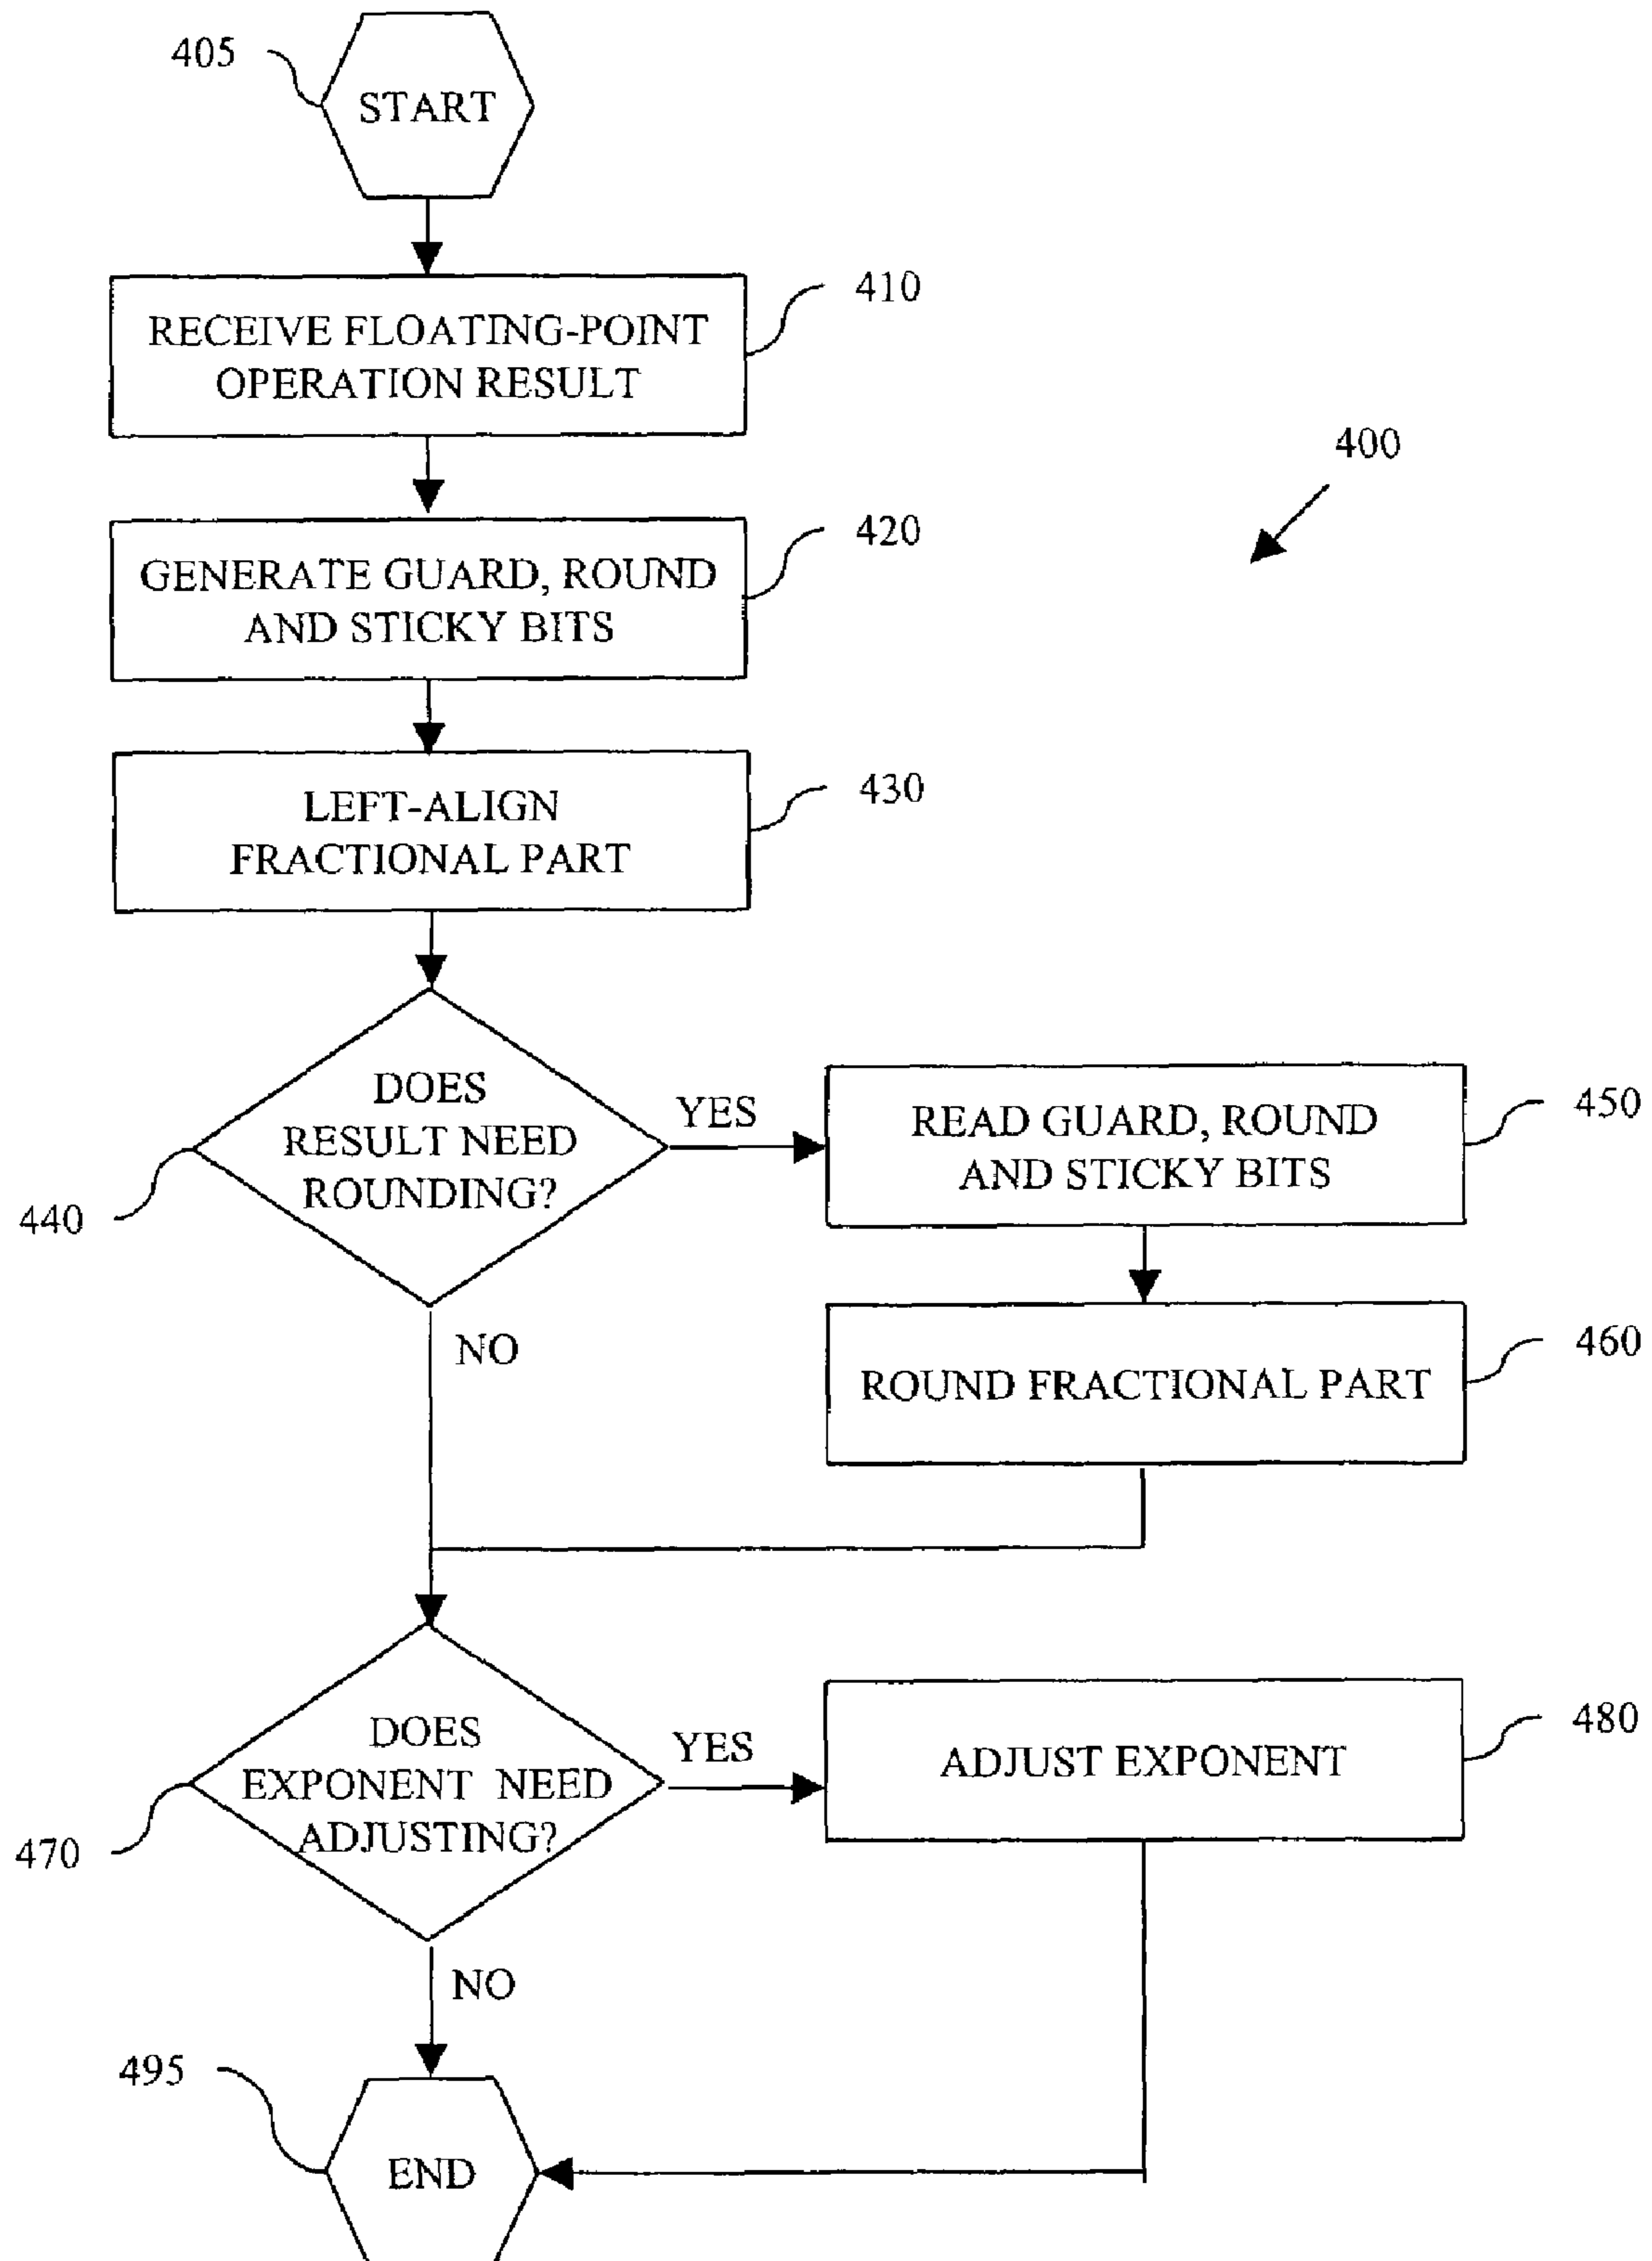 405
START
410
RECEIVE FLOATING-POINT
OPERATION RESULT
400
420
GENERATE GUARD, ROUND
AND STICKY BITS
430
LEFT-ALIGN
FRACTIONAL PART
440
DOES
RESULT NEED
ROUNDING?
YES
450
READ GUARD, ROUND
AND STICKY BITS
NO
460
ROUND FRACTIONAL PART
470
DOES
EXPONENT NEED
ADJUSTING?
YES
480
ADJUST EXPONENT
NO
495
END